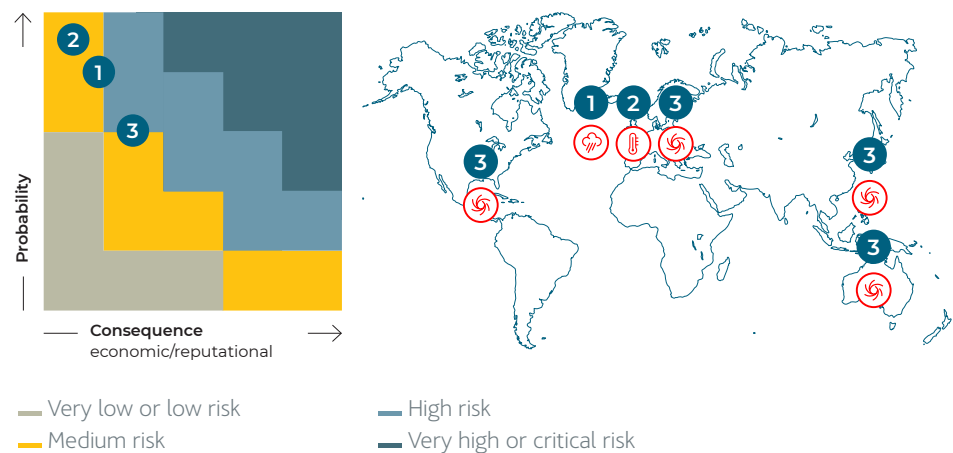 Probability
2
1
3
Consequence
economic/reputational
1
2
3
3
3
3
Very low or low risk
Medium risk
High risk
Very high or critical risk